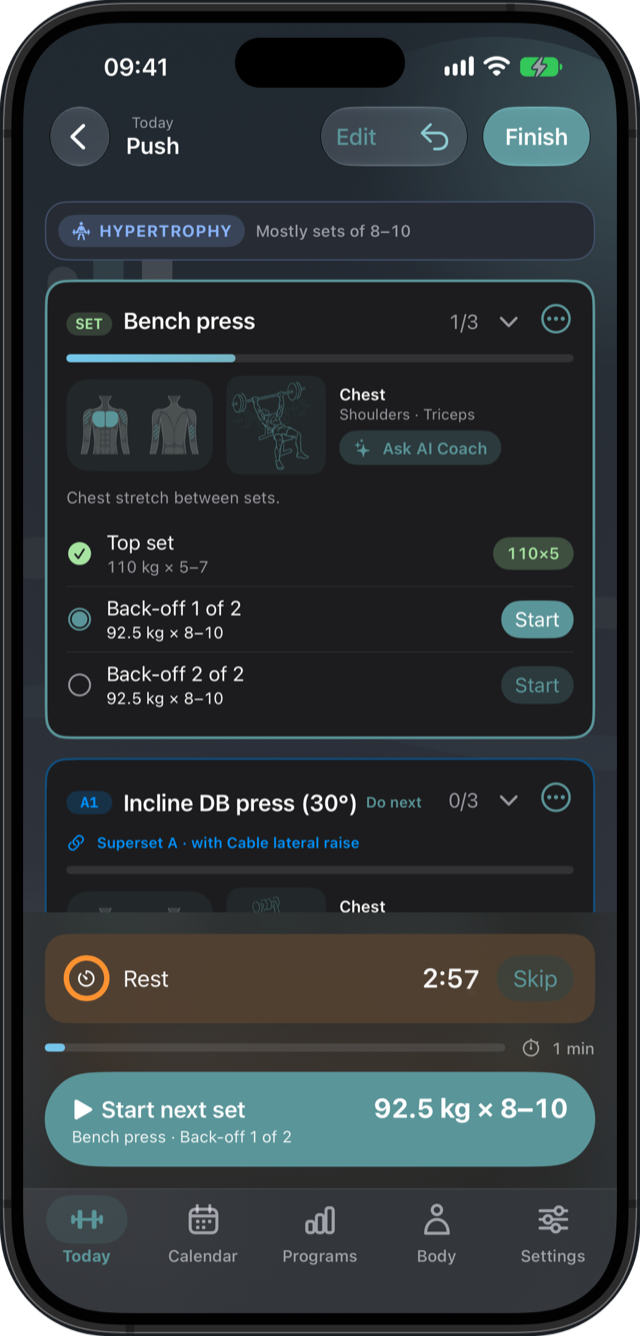 09:41
Today
Push
Edit
Finish
HYPERTROPHY
Mostly sets of 8–10
SET
Bench press
1/3
Chest
Shoulders · Triceps
Ask AI Coach
Chest stretch between sets.
Top set
110 kg × 5–7
110×5
Back-off 1 of 2
92.5 kg × 8–10
Start
Back-off 2 of 2
92.5 kg × 8–10
Start
A1
Incline DB press (30°)
Do next
0/3
Superset A · with Cable lateral raise
Chest
Rest
2:57
Skip
1 min
Start next set
92.5 kg × 8–10
Bench press · Back-off 1 of 2
Today
Calendar
Programs
Body
Settings